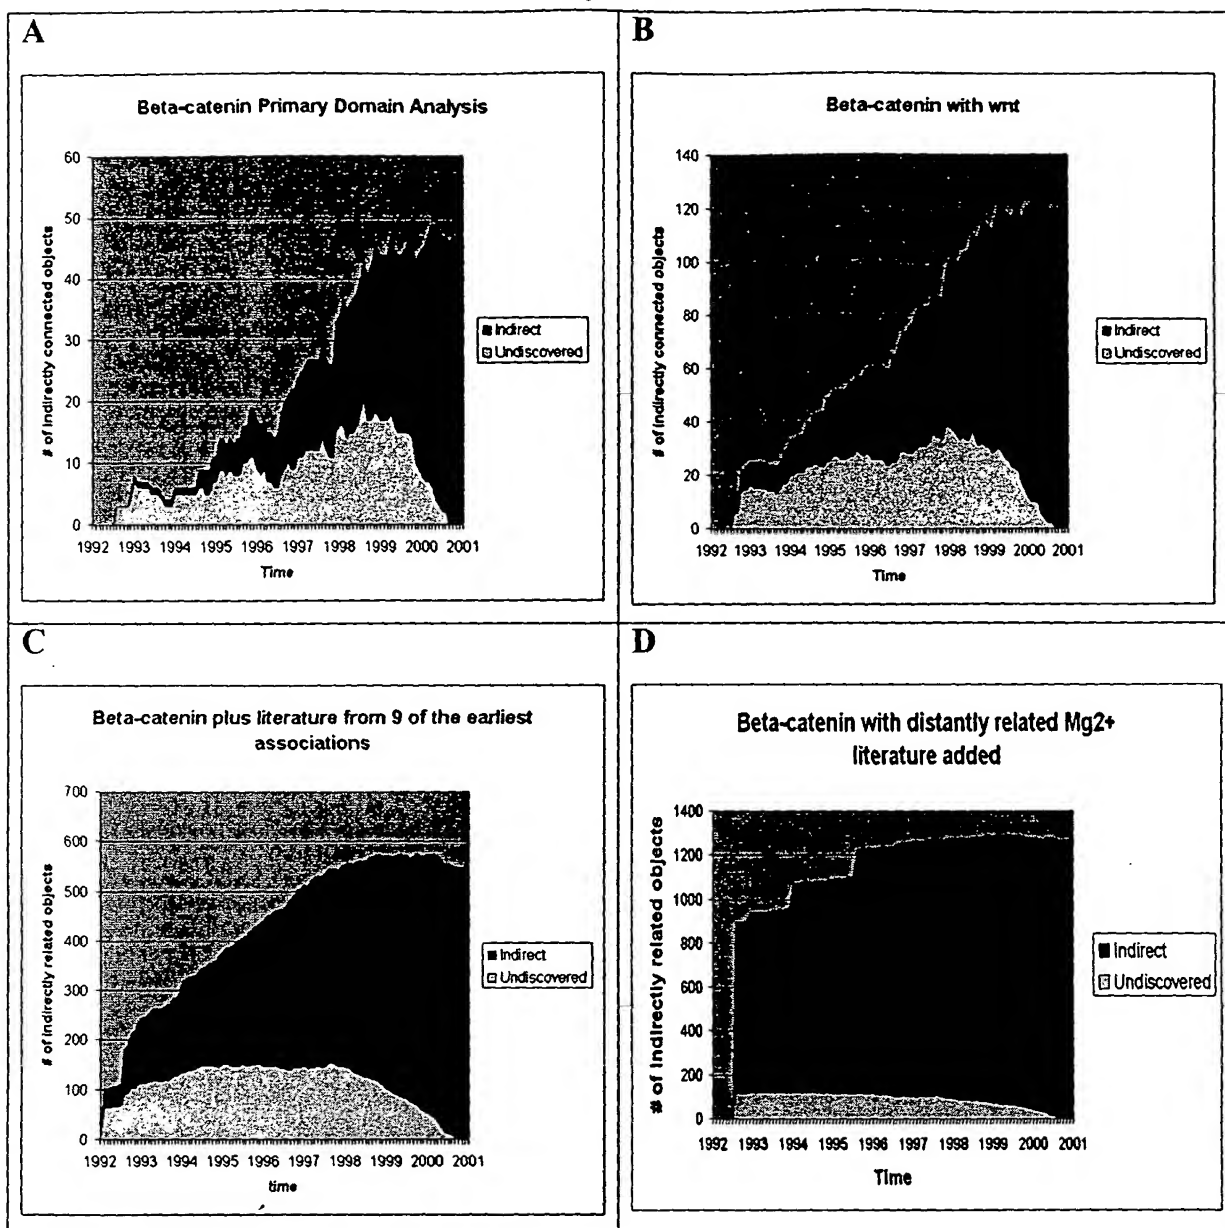 A
Beta-catenin Primary Domain Analysis
# of indirectly connected objects
60
50
40
30
20
10
0
1992 1993 1994 1995 1996 1997 1998 1999 2000 2001
Time
Indirect
Undiscovered
B
Beta-catenin with wnt
# of indirectly connected objects
140
120
100
80
60
40
20
0
1992 1993 1994 1995 1996 1997 1998 1999 2000 2001
Time
Indirect
Undiscovered
C
Beta-catenin plus literature from 9 of the earliest
associations
# of indirectly related objects
700
600
500
400
300
200
100
0
1992 1993 1994 1995 1996 1997 1998 1999 2000 2001
time
Indirect
Undiscovered
D
Beta-catenin with distantly related Mg2+
literature added
# of indirectly related objects
1400
1200
1000
800
600
400
200
0
1992 1993 1994 1995 1996 1997 1998 1999 2000 2001
Time
Indirect
Undiscovered